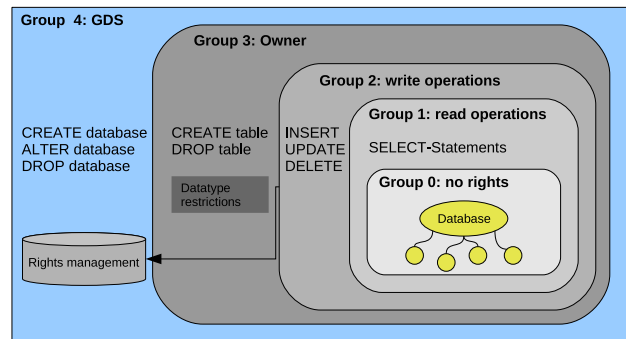 Group 4: GDS
Group 3: Owner
Group 2: write operations
Group 1: read operations
CREATE database
ALTER database
DROP database
CREATE table
DROP table
INSERT
UPDATE
DELETE
SELECT-Statements
Datatype
restrictions
Group 0: no rights
Database
Rights management